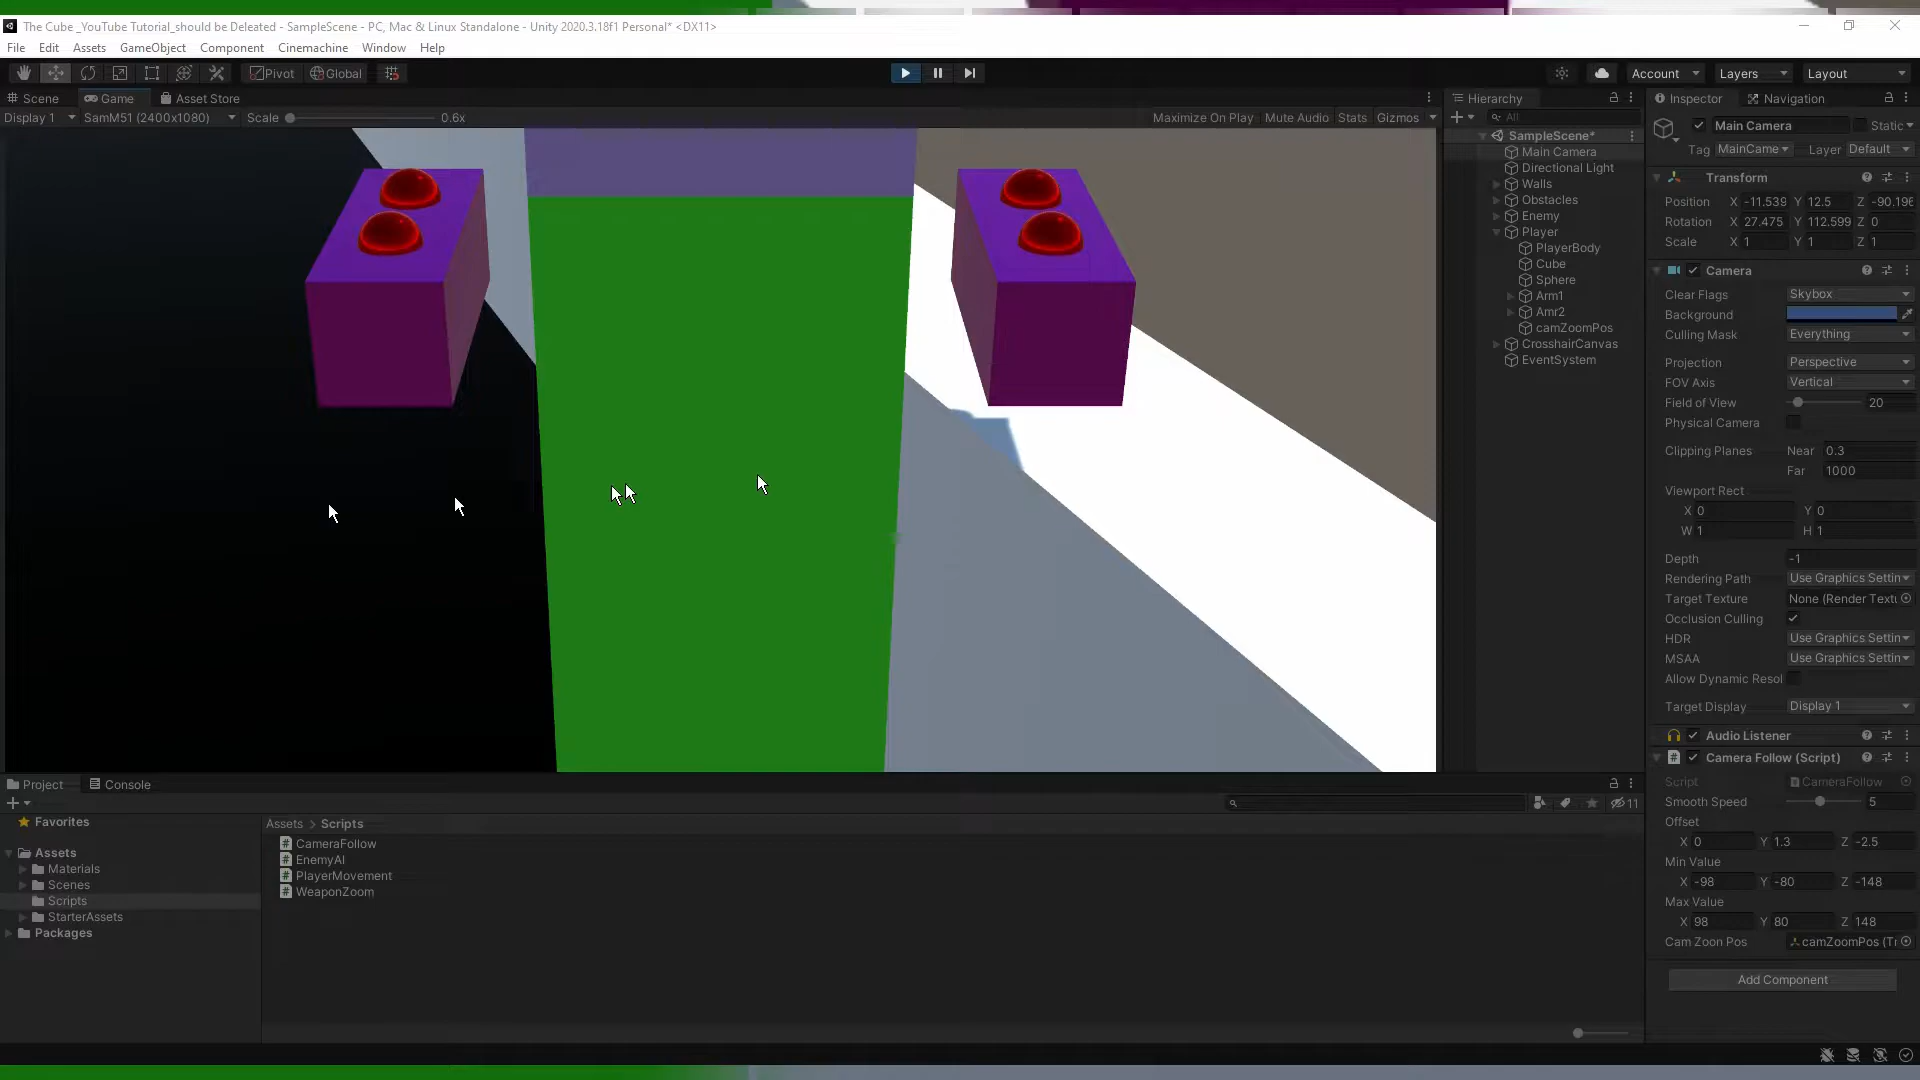 The Cube _YouTube Tutorial_should be Deleated - SampleScene - PC, Mac & Linux Standalone - Unity 2020.3.18f1 Personal* <DX11>
File Edit Assets GameObject Component Cinemachine Window Help
Pivot Global Account Layers Layout
Scene Game Asset Store
Display 1 SamM51 (2400x1080) Scale 0.6x Maximize On Play Mute Audio Stats Gizmos
Hierarchy
All
SampleScene*
Main Camera
Directional Light
Walls
Obstacles
Enemy
Player
PlayerBody
Cube
Sphere
Arm1
Amr2
camZoomPos
CrosshairCanvas
EventSystem
Inspector Navigation
Main Camera Static
Tag MainCame Layer Default
Transform
Position X -11.539 Y 12.5 Z -90.196
Rotation X 27.475 Y 112.599 Z 0
Scale X 1 Y 1 Z 1
Camera
Clear Flags Skybox
Background
Culling Mask Everything
Projection Perspective
FOV Axis Vertical
Field of View 20
Physical Camera
Clipping Planes Near 0.3
Far 1000
Viewport Rect
X 0 Y 0
W 1 H 1
Depth -1
Rendering Path Use Graphics Settin
Target Texture None (Render Textu
Occlusion Culling
HDR Use Graphics Settin
MSAA Use Graphics Settin
Allow Dynamic Resol
Target Display Display 1
Audio Listener
Camera Follow (Script)
Script CameraFollow
Smooth Speed 5
Offset
X 0 Y 1.3 Z -2.5
Min Value
X -98 Y -80 Z -148
Max Value
X 98 Y 80 Z 148
Cam Zoon Pos camZoomPos (Tr
Add Component
Project Console
11
Favorites
Assets
Materials
Scenes
Scripts
StarterAssets
Packages
Assets > Scripts
CameraFollow
EnemyAI
PlayerMovement
WeaponZoom